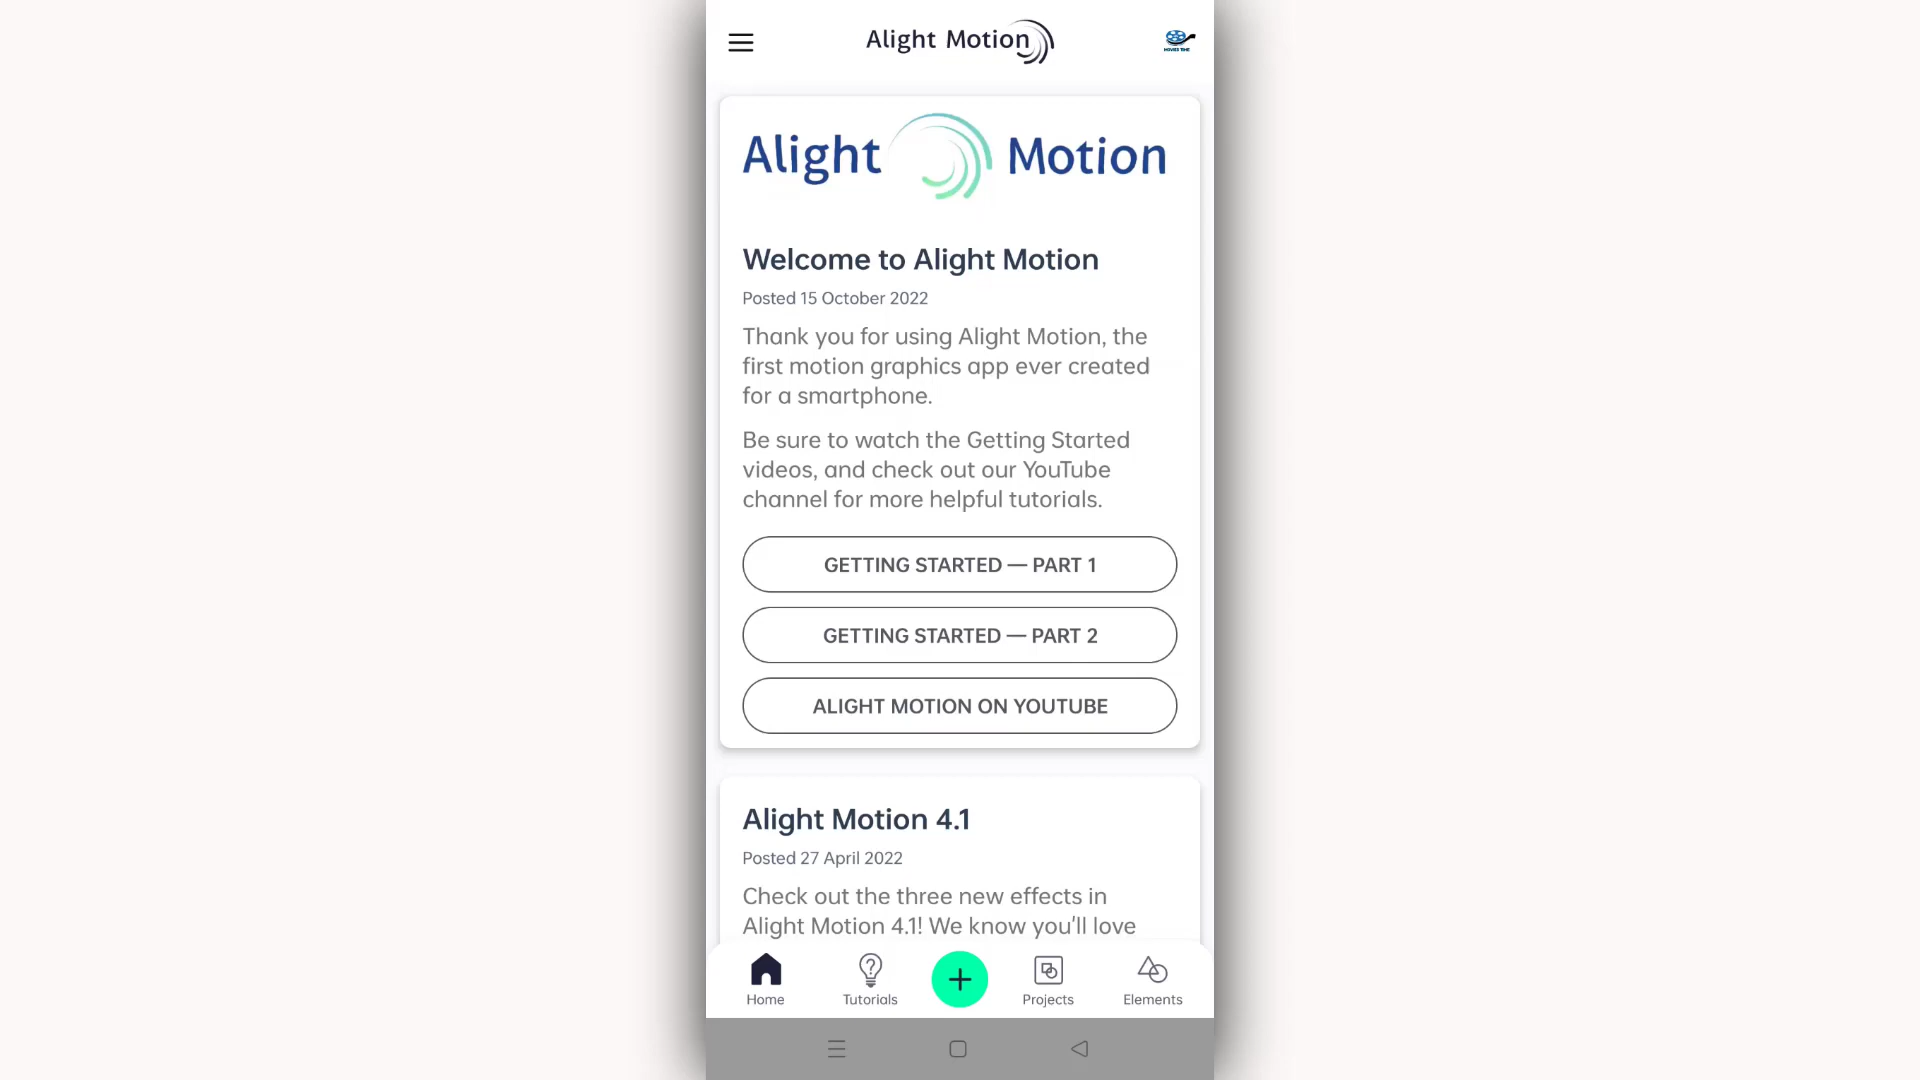 Alight Motion
MOVIES TIME
Alight Motion
Welcome to Alight Motion
Posted 15 October 2022
Thank you for using Alight Motion, the
first motion graphics app ever created
for a smartphone.
Be sure to watch the Getting Started
videos, and check out our YouTube
channel for more helpful tutorials.
GETTING STARTED — PART 1
GETTING STARTED — PART 2
ALIGHT MOTION ON YOUTUBE
Alight Motion 4.1
Posted 27 April 2022
Check out the three new effects in
Alight Motion 4.1! We know you'll love
Home
Tutorials
Projects
Elements